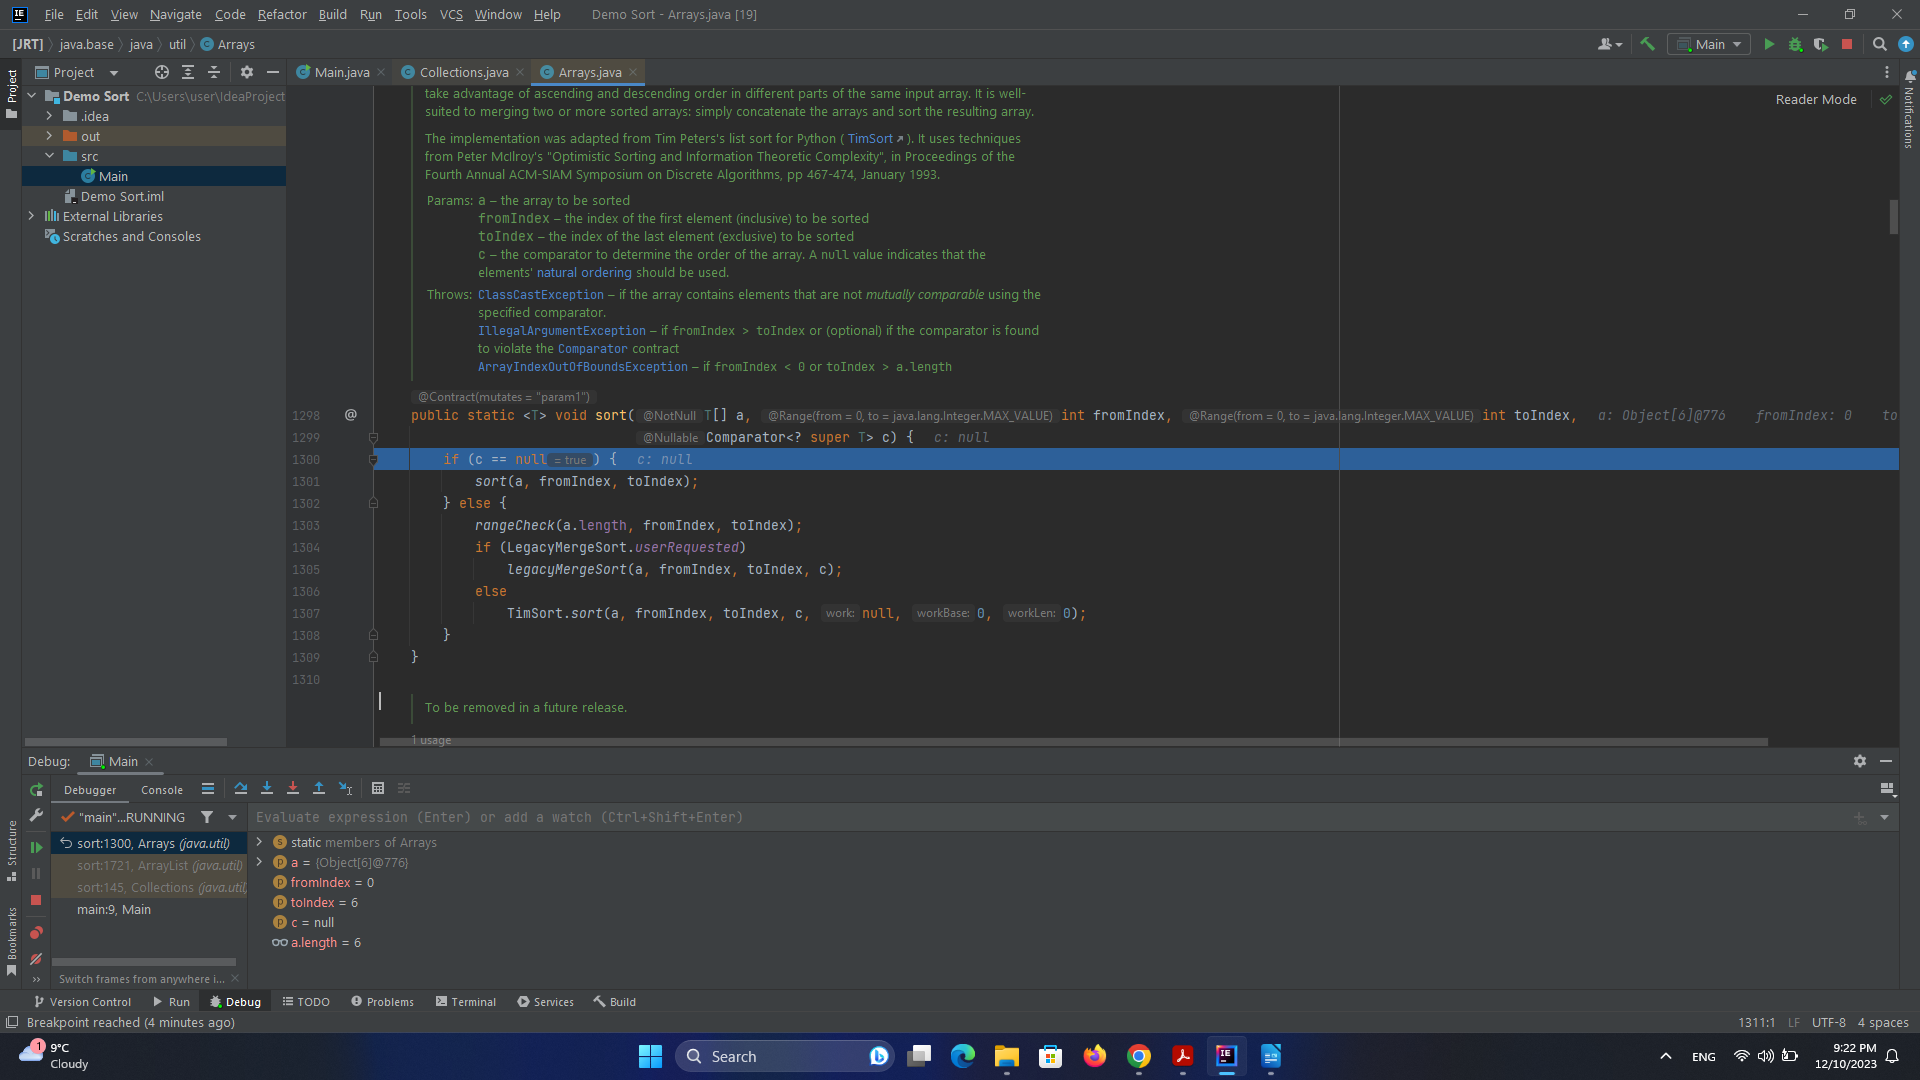 File Edit View Navigate Code Refactor Build Run Tools VCS Window Help Demo Sort - Arrays.java [19]
[JRT] java.base java util Arrays Main
Project Main.java Collections.java Arrays.java
Project
Demo Sort C:\Users\user\IdeaProject
.idea
out
src
Main
Demo Sort.iml
External Libraries
Scratches and Consoles
Reader Mode
Notifications
take advantage of ascending and descending order in different parts of the same input array. It is well-
suited to merging two or more sorted arrays: simply concatenate the arrays and sort the resulting array.
The implementation was adapted from Tim Peters's list sort for Python ( TimSort ). It uses techniques
from Peter McIlroy's "Optimistic Sorting and Information Theoretic Complexity", in Proceedings of the
Fourth Annual ACM-SIAM Symposium on Discrete Algorithms, pp 467-474, January 1993.
Params: a – the array to be sorted
fromIndex – the index of the first element (inclusive) to be sorted
toIndex – the index of the last element (exclusive) to be sorted
c – the comparator to determine the order of the array. A null value indicates that the
elements' natural ordering should be used.
Throws: ClassCastException – if the array contains elements that are not mutually comparable using the
specified comparator.
IllegalArgumentException – if fromIndex > toIndex or (optional) if the comparator is found
to violate the Comparator contract
ArrayIndexOutOfBoundsException – if fromIndex < 0 or toIndex > a.length
@Contract(mutates = "param1")
1298 @ public static <T> void sort( @NotNull T[] a, @Range(from = 0, to = java.lang.Integer.MAX_VALUE) int fromIndex, @Range(from = 0, to = java.lang.Integer.MAX_VALUE) int toIndex, a: Object[6]@776 fromIndex: 0 to
1299 @Nullable Comparator<? super T> c) { c: null
1300 if (c == null = true ) { c: null
1301 sort(a, fromIndex, toIndex);
1302 } else {
1303 rangeCheck(a.length, fromIndex, toIndex);
1304 if (LegacyMergeSort.userRequested)
1305 legacyMergeSort(a, fromIndex, toIndex, c);
1306 else
1307 TimSort.sort(a, fromIndex, toIndex, c, work: null, workBase: 0, workLen: 0);
1308 }
1309 }
1310
To be removed in a future release.
1 usage
Debug: Main
Debugger Console
"main"...RUNNING
Evaluate expression (Enter) or add a watch (Ctrl+Shift+Enter)
sort:1300, Arrays (java.util)
sort:1721, ArrayList (java.util)
sort:145, Collections (java.util,
main:9, Main
static members of Arrays
a = {Object[6]@776}
fromIndex = 0
toIndex = 6
c = null
a.length = 6
Structure
Bookmarks
Switch frames from anywhere i...
Version Control Run Debug TODO Problems Terminal Services Build
Breakpoint reached (4 minutes ago) 1311:1 LF UTF-8 4 spaces
1
9°C
Cloudy
Search
ENG
9:22 PM
12/10/2023